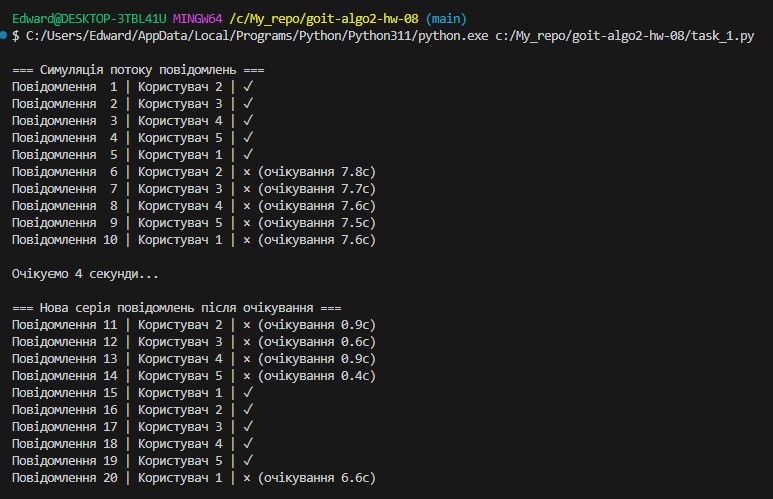 Edward@DESKTOP-3TBL41U MINGW64 /c/My_repo/goit-algo2-hw-08 (main)
$ C:/Users/Edward/AppData/Local/Programs/Python/Python311/python.exe c:/My_repo/goit-algo2-hw-08/task_1.py
=== Симуляція потоку повідомлень ===
Повідомлення  1 | Користувач 2 | ✓
Повідомлення  2 | Користувач 3 | ✓
Повідомлення  3 | Користувач 4 | ✓
Повідомлення  4 | Користувач 5 | ✓
Повідомлення  5 | Користувач 1 | ✓
Повідомлення  6 | Користувач 2 | × (очікування 7.8с)
Повідомлення  7 | Користувач 3 | × (очікування 7.7с)
Повідомлення  8 | Користувач 4 | × (очікування 7.6с)
Повідомлення  9 | Користувач 5 | × (очікування 7.5с)
Повідомлення 10 | Користувач 1 | × (очікування 7.6с)
Очікуємо 4 секунди...
=== Нова серія повідомлень після очікування ===
Повідомлення 11 | Користувач 2 | × (очікування 0.9с)
Повідомлення 12 | Користувач 3 | × (очікування 0.6с)
Повідомлення 13 | Користувач 4 | × (очікування 0.9с)
Повідомлення 14 | Користувач 5 | × (очікування 0.4с)
Повідомлення 15 | Користувач 1 | ✓
Повідомлення 16 | Користувач 2 | ✓
Повідомлення 17 | Користувач 3 | ✓
Повідомлення 18 | Користувач 4 | ✓
Повідомлення 19 | Користувач 5 | ✓
Повідомлення 20 | Користувач 1 | × (очікування 6.6с)